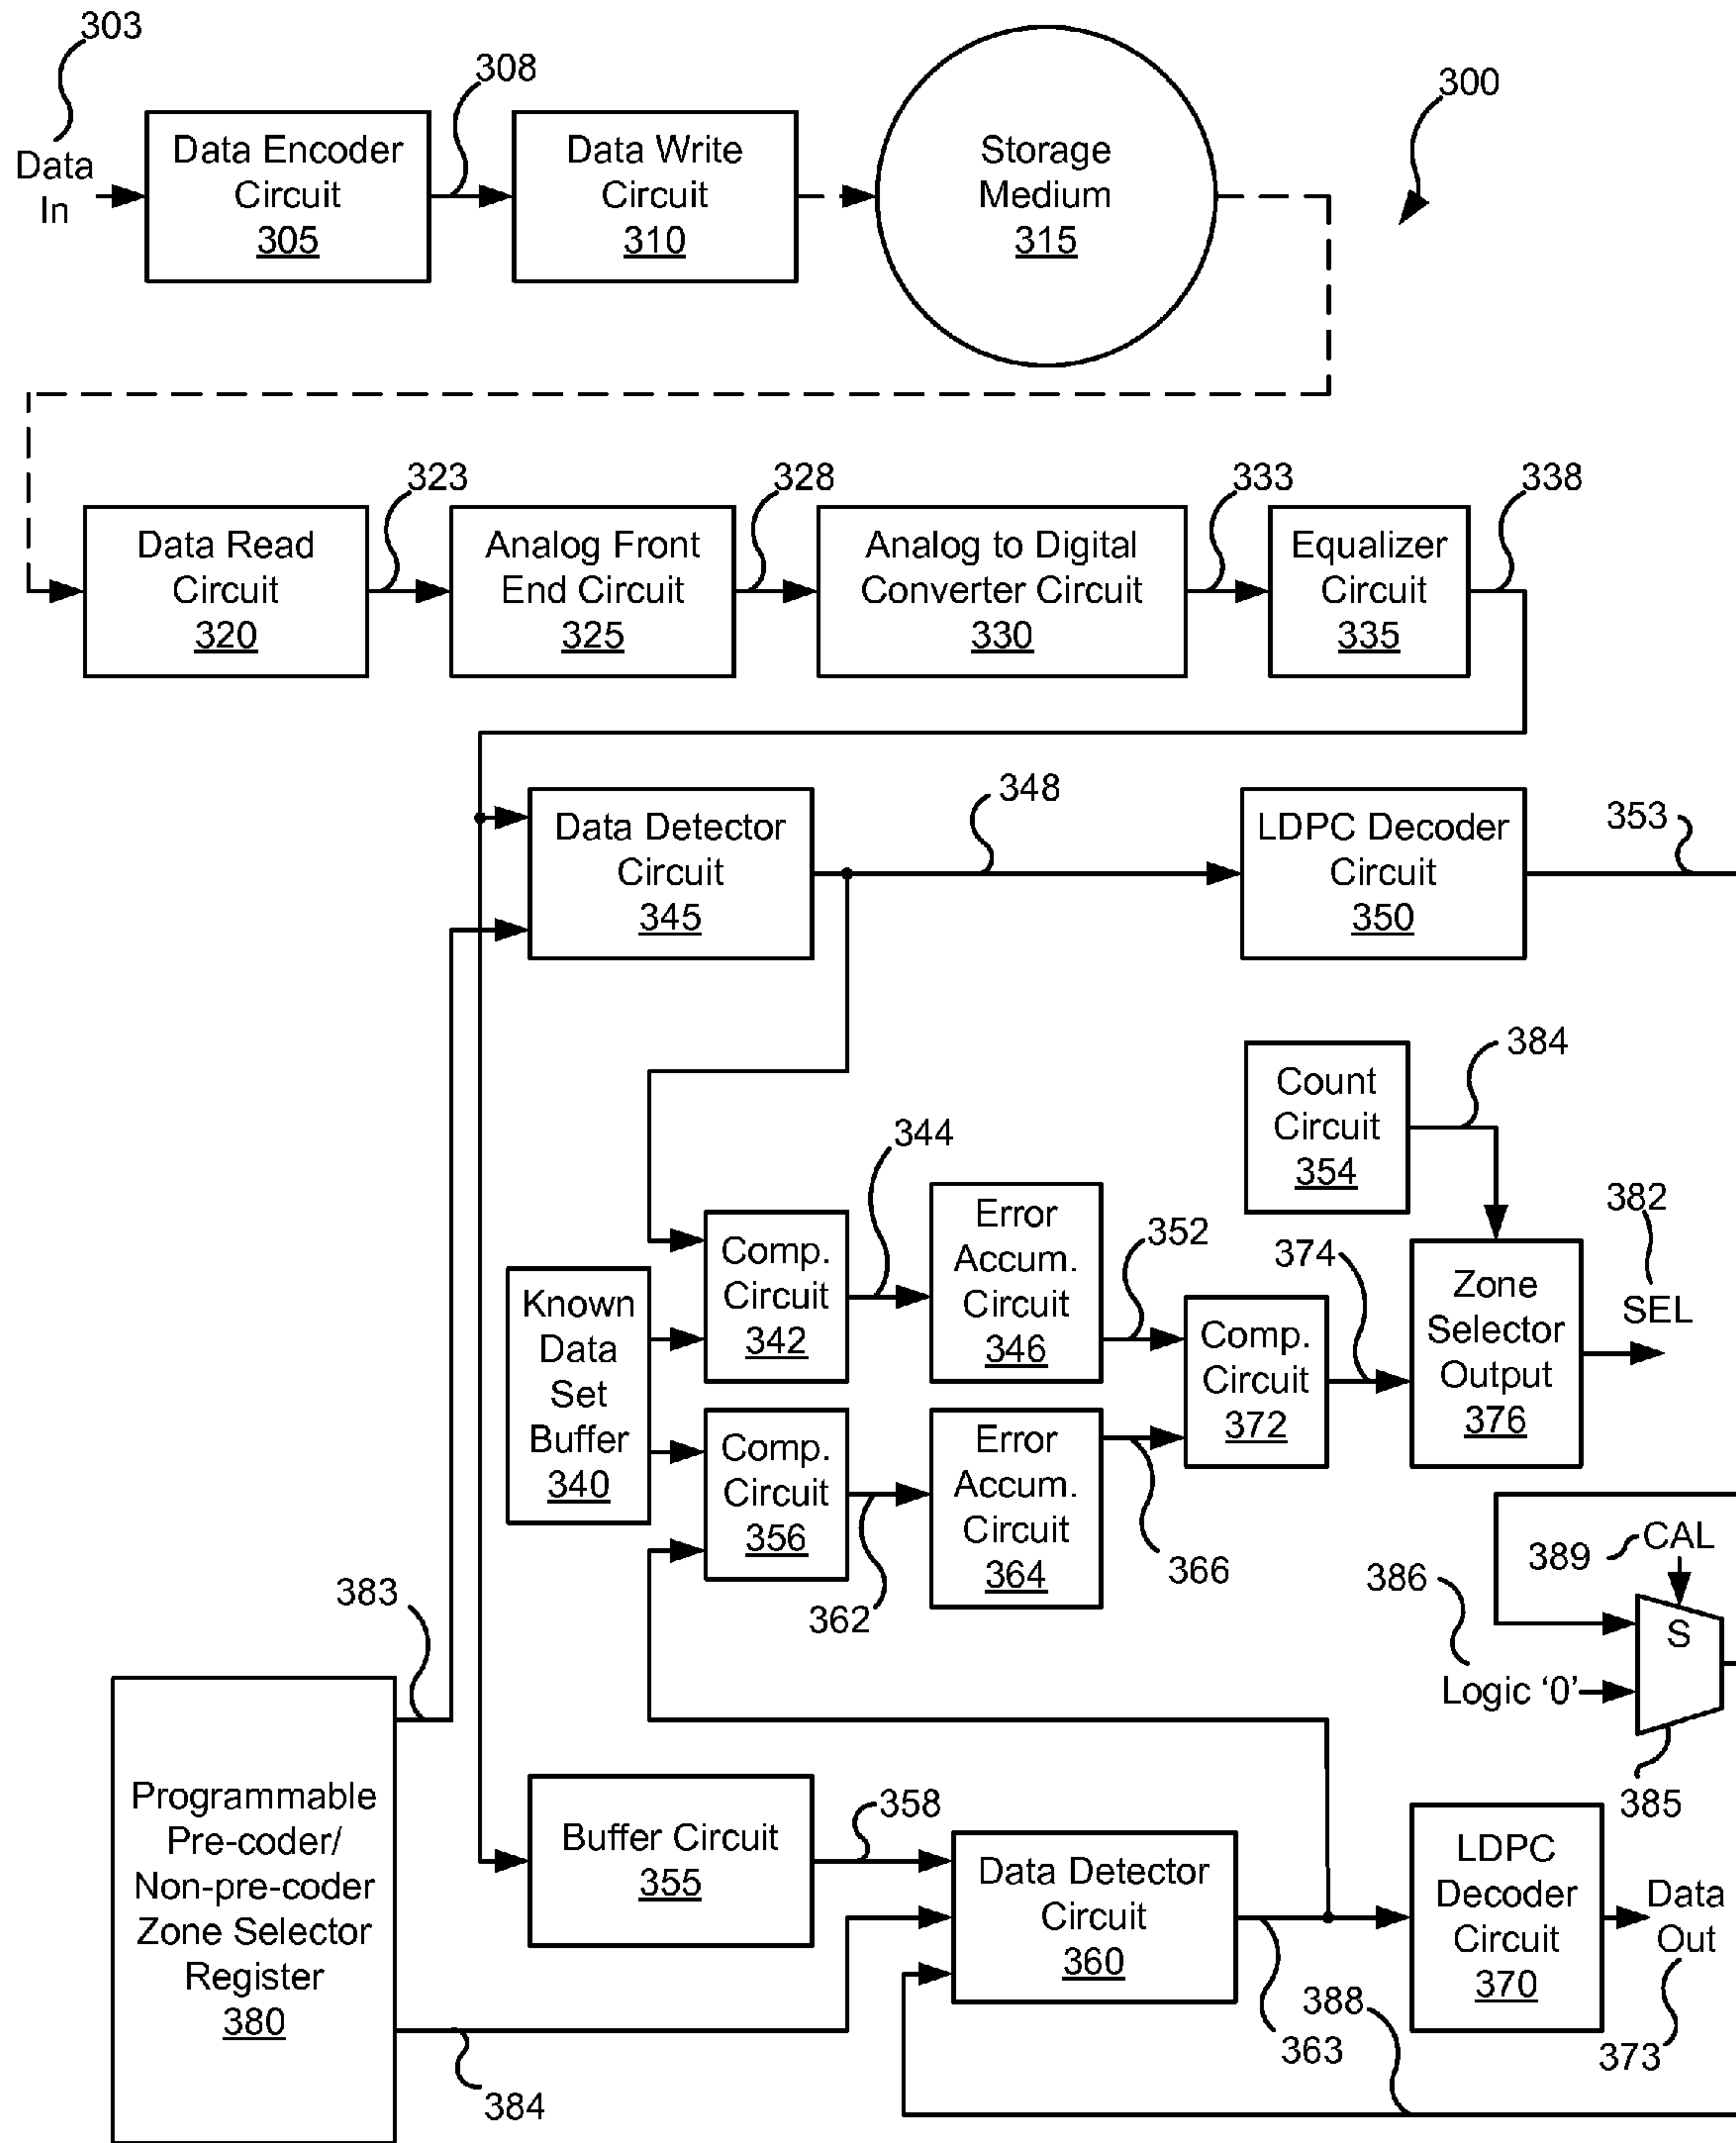 303
308
300
Data
In
Data Encoder
Circuit
305
Data Write
Circuit
310
Storage
Medium
315
323
328
333
338
Data Read
Circuit
320
Analog Front
End Circuit
325
Analog to Digital
Converter Circuit
330
Equalizer
Circuit
335
348
353
Data Detector
Circuit
345
LDPC Decoder
Circuit
350
384
Count
Circuit
354
344
352
374
382
SEL
Known
Data
Set
Buffer
340
Comp.
Circuit
342
Error
Accum.
Circuit
346
Comp.
Circuit
372
Zone
Selector
Output
376
Comp.
Circuit
356
Error
Accum.
Circuit
364
362
366
389
CAL
386
S
Logic ‘0’
385
383
Programmable
Pre-coder/
Non-pre-coder
Zone Selector
Register
380
384
Buffer Circuit
355
358
Data Detector
Circuit
360
363
388
LDPC
Decoder
Circuit
370
Data
Out
373